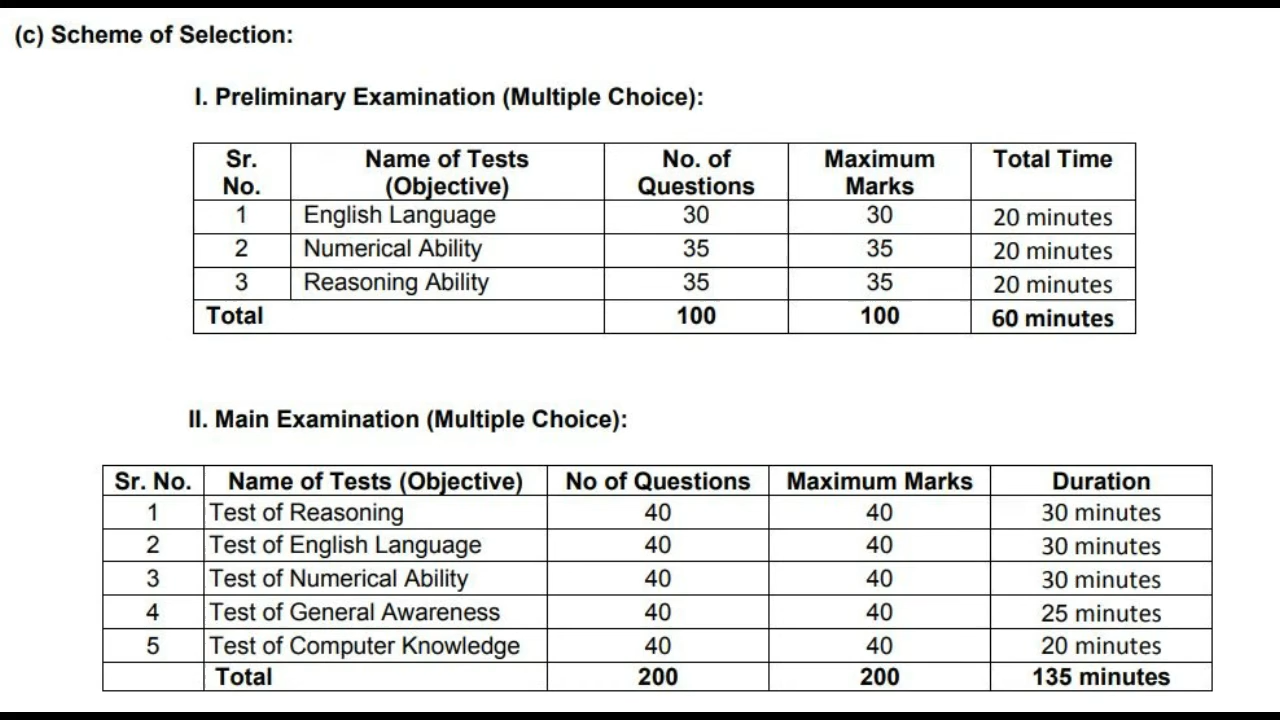 (c) Scheme of Selection:
I. Preliminary Examination (Multiple Choice):
Sr. No. Name of Tests (Objective) No. of Questions Maximum Marks Total Time
1 English Language 30 30 20 minutes
2 Numerical Ability 35 35 20 minutes
3 Reasoning Ability 35 35 20 minutes
Total 100 100 60 minutes
II. Main Examination (Multiple Choice):
Sr. No. Name of Tests (Objective) No of Questions Maximum Marks Duration
1 Test of Reasoning 40 40 30 minutes
2 Test of English Language 40 40 30 minutes
3 Test of Numerical Ability 40 40 30 minutes
4 Test of General Awareness 40 40 25 minutes
5 Test of Computer Knowledge 40 40 20 minutes
Total 200 200 135 minutes